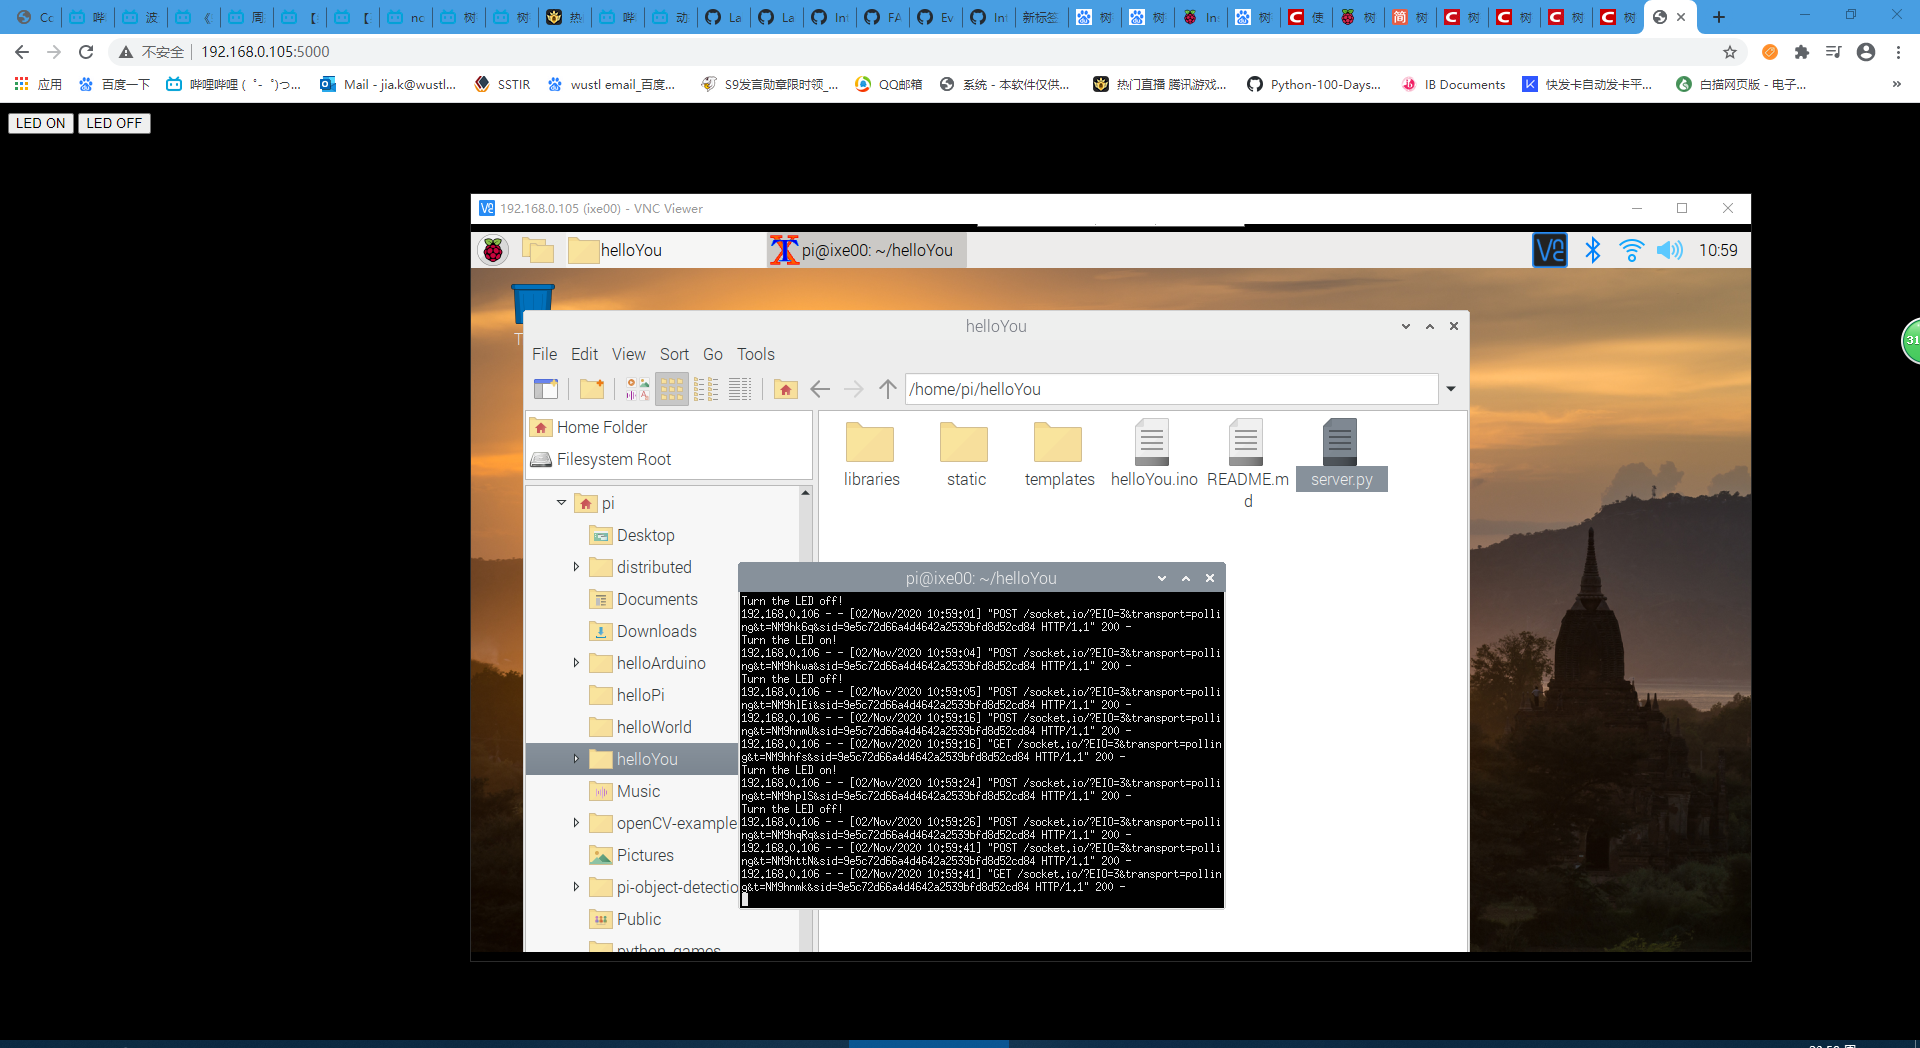 Cc 哔 波 《 周 【 【 nc 树 树 热 哔 动 La La Int FA Ev Int 新标签 树 树 Ins 树 使 树 树 树 树 树 树
不安全 192.168.0.105:5000
应用 百度一下 哔哩哔哩 ( ゜- ゜)つ... Mail - jia.k@wustl... SSTIR wustl email_百度... S9发言勋章限时领_... QQ邮箱 系统 - 本软件仅供... 热门直播 腾讯游戏... Python-100-Days... IB Documents 快发卡自动发卡平... 白描网页版 - 电子... »
LED ON LED OFF
192.168.0.105 (ixe00) - VNC Viewer
helloYou pi@ixe00: ~/helloYou 10:59
helloYou
File Edit View Sort Go Tools
/home/pi/helloYou
Home Folder
Filesystem Root
pi
Desktop
distributed
Documents
Downloads
helloArduino
helloPi
helloWorld
helloYou
Music
openCV-example
Pictures
pi-object-detectio
Public
python_games
libraries static templates helloYou.ino README.m
d
server.py
31
pi@ixe00: ~/helloYou
Turn the LED off!
192.168.0.106 - - [02/Nov/2020 10:59:01] "POST /socket.io/?EIO=3&transport=polli
ng&t=NM9hk6q&sid=9e5c72d66a4d4642a2539bfd8d52cd84 HTTP/1.1" 200 -
Turn the LED on!
192.168.0.106 - - [02/Nov/2020 10:59:04] "POST /socket.io/?EIO=3&transport=polli
ng&t=NM9hkwa&sid=9e5c72d66a4d4642a2539bfd8d52cd84 HTTP/1.1" 200 -
Turn the LED off!
192.168.0.106 - - [02/Nov/2020 10:59:05] "POST /socket.io/?EIO=3&transport=polli
ng&t=NM9hlEi&sid=9e5c72d66a4d4642a2539bfd8d52cd84 HTTP/1.1" 200 -
192.168.0.106 - - [02/Nov/2020 10:59:16] "POST /socket.io/?EIO=3&transport=polli
ng&t=NM9hnmU&sid=9e5c72d66a4d4642a2539bfd8d52cd84 HTTP/1.1" 200 -
192.168.0.106 - - [02/Nov/2020 10:59:16] "GET /socket.io/?EIO=3&transport=pollin
g&t=NM9hhfs&sid=9e5c72d66a4d4642a2539bfd8d52cd84 HTTP/1.1" 200 -
Turn the LED on!
192.168.0.106 - - [02/Nov/2020 10:59:24] "POST /socket.io/?EIO=3&transport=polli
ng&t=NM9hplS&sid=9e5c72d66a4d4642a2539bfd8d52cd84 HTTP/1.1" 200 -
Turn the LED off!
192.168.0.106 - - [02/Nov/2020 10:59:26] "POST /socket.io/?EIO=3&transport=polli
ng&t=NM9hqRq&sid=9e5c72d66a4d4642a2539bfd8d52cd84 HTTP/1.1" 200 -
192.168.0.106 - - [02/Nov/2020 10:59:41] "POST /socket.io/?EIO=3&transport=polli
ng&t=NM9httN&sid=9e5c72d66a4d4642a2539bfd8d52cd84 HTTP/1.1" 200 -
192.168.0.106 - - [02/Nov/2020 10:59:41] "GET /socket.io/?EIO=3&transport=pollin
g&t=NM9hnmk&sid=9e5c72d66a4d4642a2539bfd8d52cd84 HTTP/1.1" 200 -